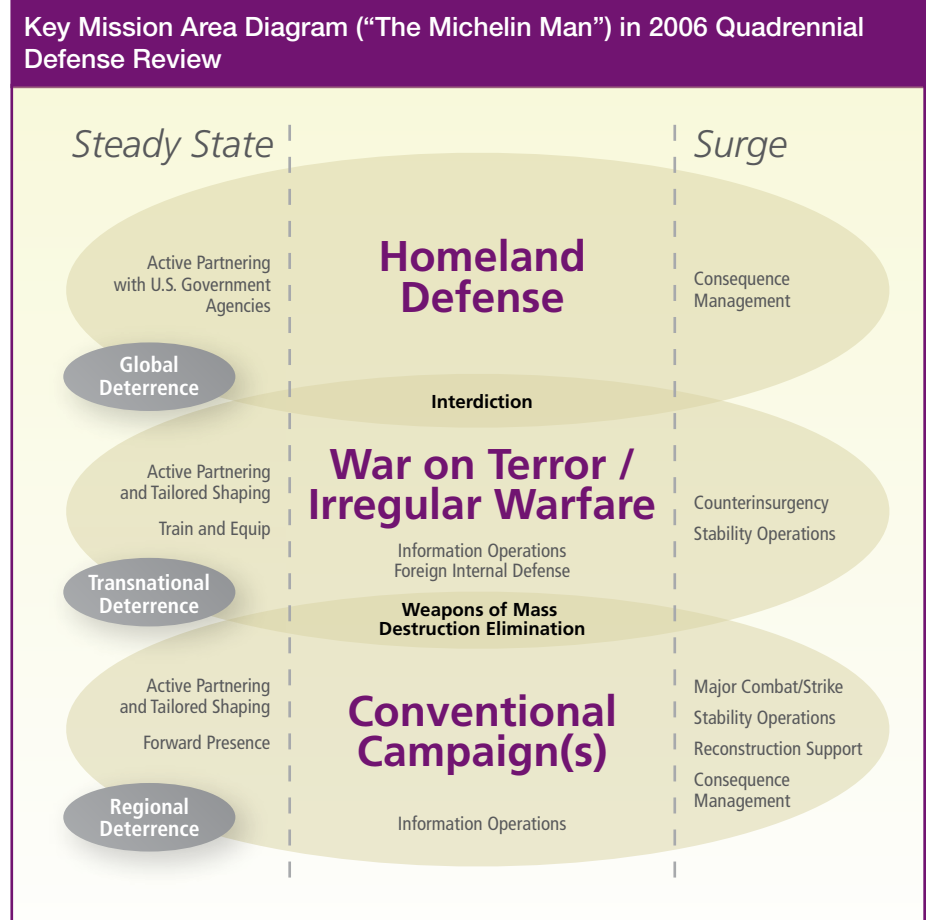 Key Mission Area Diagram (“The Michelin Man”) in 2006 Quadrennial
Defense Review
Steady State
Surge
Active Partnering
with U.S. Government
Agencies
Homeland
Defense
Consequence
Management
Global
Deterrence
Interdiction
Active Partnering
and Tailored Shaping
Train and Equip
War on Terror /
Irregular Warfare
Information Operations
Foreign Internal Defense
Counterinsurgency
Stability Operations
Transnational
Deterrence
Weapons of Mass
Destruction Elimination
Active Partnering
and Tailored Shaping
Forward Presence
Conventional
Campaign(s)
Information Operations
Major Combat/Strike
Stability Operations
Reconstruction Support
Consequence
Management
Regional
Deterrence